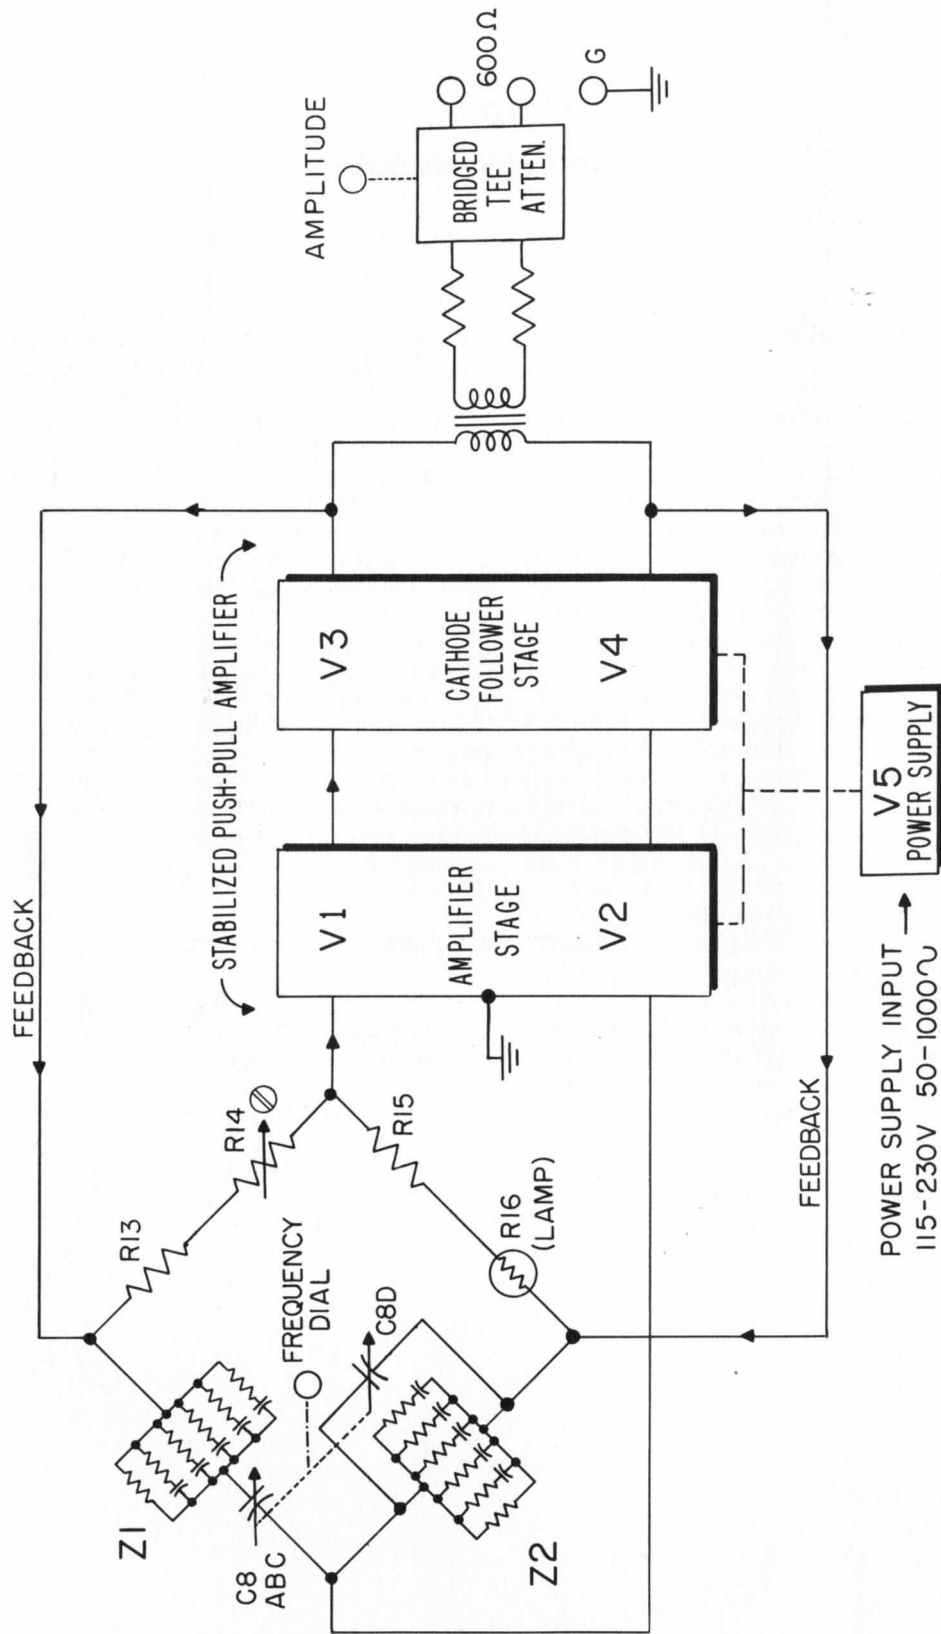 FEEDBACK
STABILIZED PUSH-PULL AMPLIFIER
AMPLITUDE
Z1
R13
R14
C8
ABC
FREQUENCY
DIAL
C8D
R15
R16
(LAMP)
Z2
V1
AMPLIFIER
STAGE
V2
V3
CATHODE
FOLLOWER
STAGE
V4
BRIDGED
TEE
ATTEN.
600Ω
G
FEEDBACK
POWER SUPPLY INPUT
115-230V 50-1000∿
V5
POWER SUPPLY